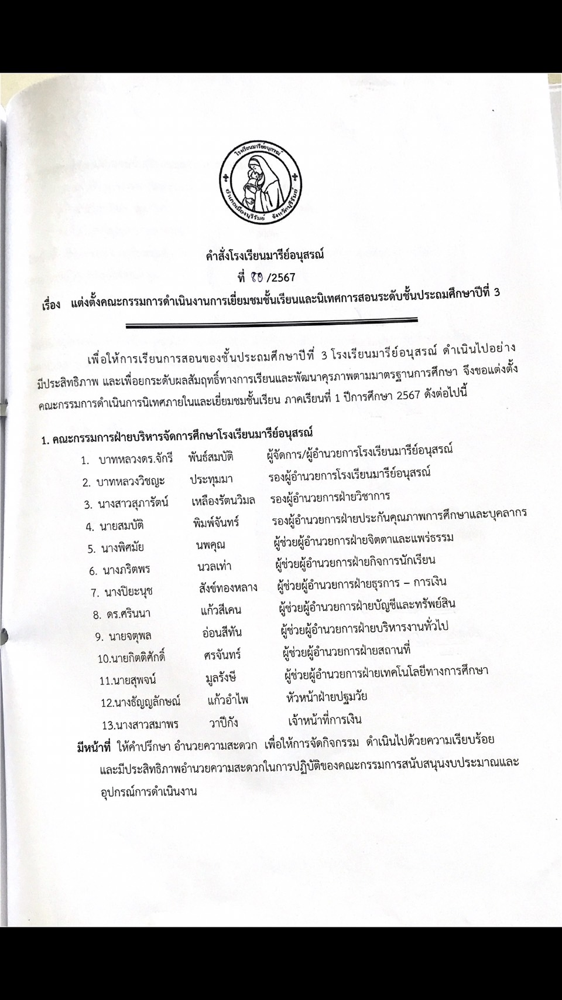 โรงเรียนมารีย์อนุสรณ์
อำเภอเมืองบุรีรัมย์ จังหวัดบุรีรัมย์
คำสั่งโรงเรียนมารีย์อนุสรณ์
ที่ 80 /2567
เรื่อง แต่งตั้งคณะกรรมการดำเนินงานการเยี่ยมชมชั้นเรียนและนิเทศการสอนระดับชั้นประถมศึกษาปีที่ 3
เพื่อให้การเรียนการสอนของชั้นประถมศึกษาปีที่ 3 โรงเรียนมารีย์อนุสรณ์ ดำเนินไปอย่าง
มีประสิทธิภาพ และเพื่อยกระดับผลสัมฤทธิ์ทางการเรียนและพัฒนาคุรภาพตามมาตรฐานการศึกษา จึงขอแต่งตั้ง
คณะกรรมการดำเนินการนิเทศภายในและเยี่ยมชมชั้นเรียน ภาคเรียนที่ 1 ปีการศึกษา 2567 ดังต่อไปนี้
1. คณะกรรมการฝ่ายบริหารจัดการศึกษาโรงเรียนมารีย์อนุสรณ์
1. บาทหลวงดร.จักรี พันธ์สมบัติ ผู้จัดการ/ผู้อำนวยการโรงเรียนมารีย์อนุสรณ์
2. บาทหลวงวิชญะ ประทุมมา รองผู้อำนวยการโรงเรียนมารีย์อนุสรณ์
3. นางสาวสุภารัตน์ เหลืองรัตนวิมล รองผู้อำนวยการฝ่ายวิชาการ
4. นายสมบัติ พิมพ์จันทร์ รองผู้อำนวยการฝ่ายประกันคุณภาพการศึกษาและบุคลากร
5. นางพิศมัย นพคุณ ผู้ช่วยผู้อำนวยการฝ่ายจิตตาและแพร่ธรรม
6. นางภริตพร นวลเท่า ผู้ช่วยผู้อำนวยการฝ่ายกิจการนักเรียน
7. นางปิยะนุช สังข์ทองหลาง ผู้ช่วยผู้อำนวยการฝ่ายธุรการ – การเงิน
8. ดร.ศรินนา แก้วสีเคน ผู้ช่วยผู้อำนวยการฝ่ายบัญชีและทรัพย์สิน
9. นายจตุพล อ่อนสีทัน ผู้ช่วยผู้อำนวยการฝ่ายบริหารงานทั่วไป
10.นายกิตติศักดิ์ ศรจันทร์ ผู้ช่วยผู้อำนวยการฝ่ายสถานที่
11.นายสุพจน์ มูลรังษี ผู้ช่วยผู้อำนวยการฝ่ายเทคโนโลยีทางการศึกษา
12.นางธัญญลักษณ์ แก้วอำไพ หัวหน้าฝ่ายปฐมวัย
13.นางสาวสมาพร วาปีกัง เจ้าหน้าที่การเงิน
มีหน้าที่ ให้คำปรึกษา อำนวยความสะดวก เพื่อให้การจัดกิจกรรม ดำเนินไปด้วยความเรียบร้อย
และมีประสิทธิภาพอำนวยความสะดวกในการปฏิบัติของคณะกรรมการสนับสนุนงบประมาณและ
อุปกรณ์การดำเนินงาน